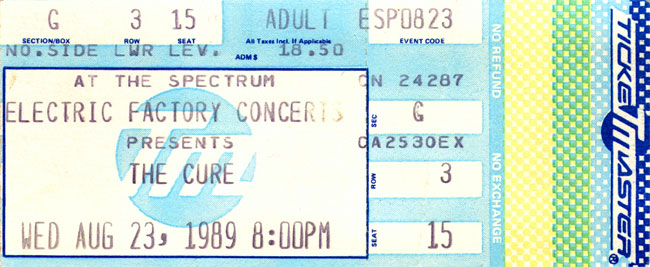 G 3 15 ADULT ESP0823
SECTION/BOX ROW SEAT All Taxes Incl. If Applicable EVENT CODE
NO.SIDE LWR LEV. ADM$ 18.50
AT THE SPECTRUM CN 24287
ELECTRIC FACTORY CONCERTS SEC G
PRESENTS CA2530EX
THE CURE ROW 3
WED AUG 23, 1989 8:00PM SEAT 15
NO REFUND
NO EXCHANGE
TICKETMASTER®